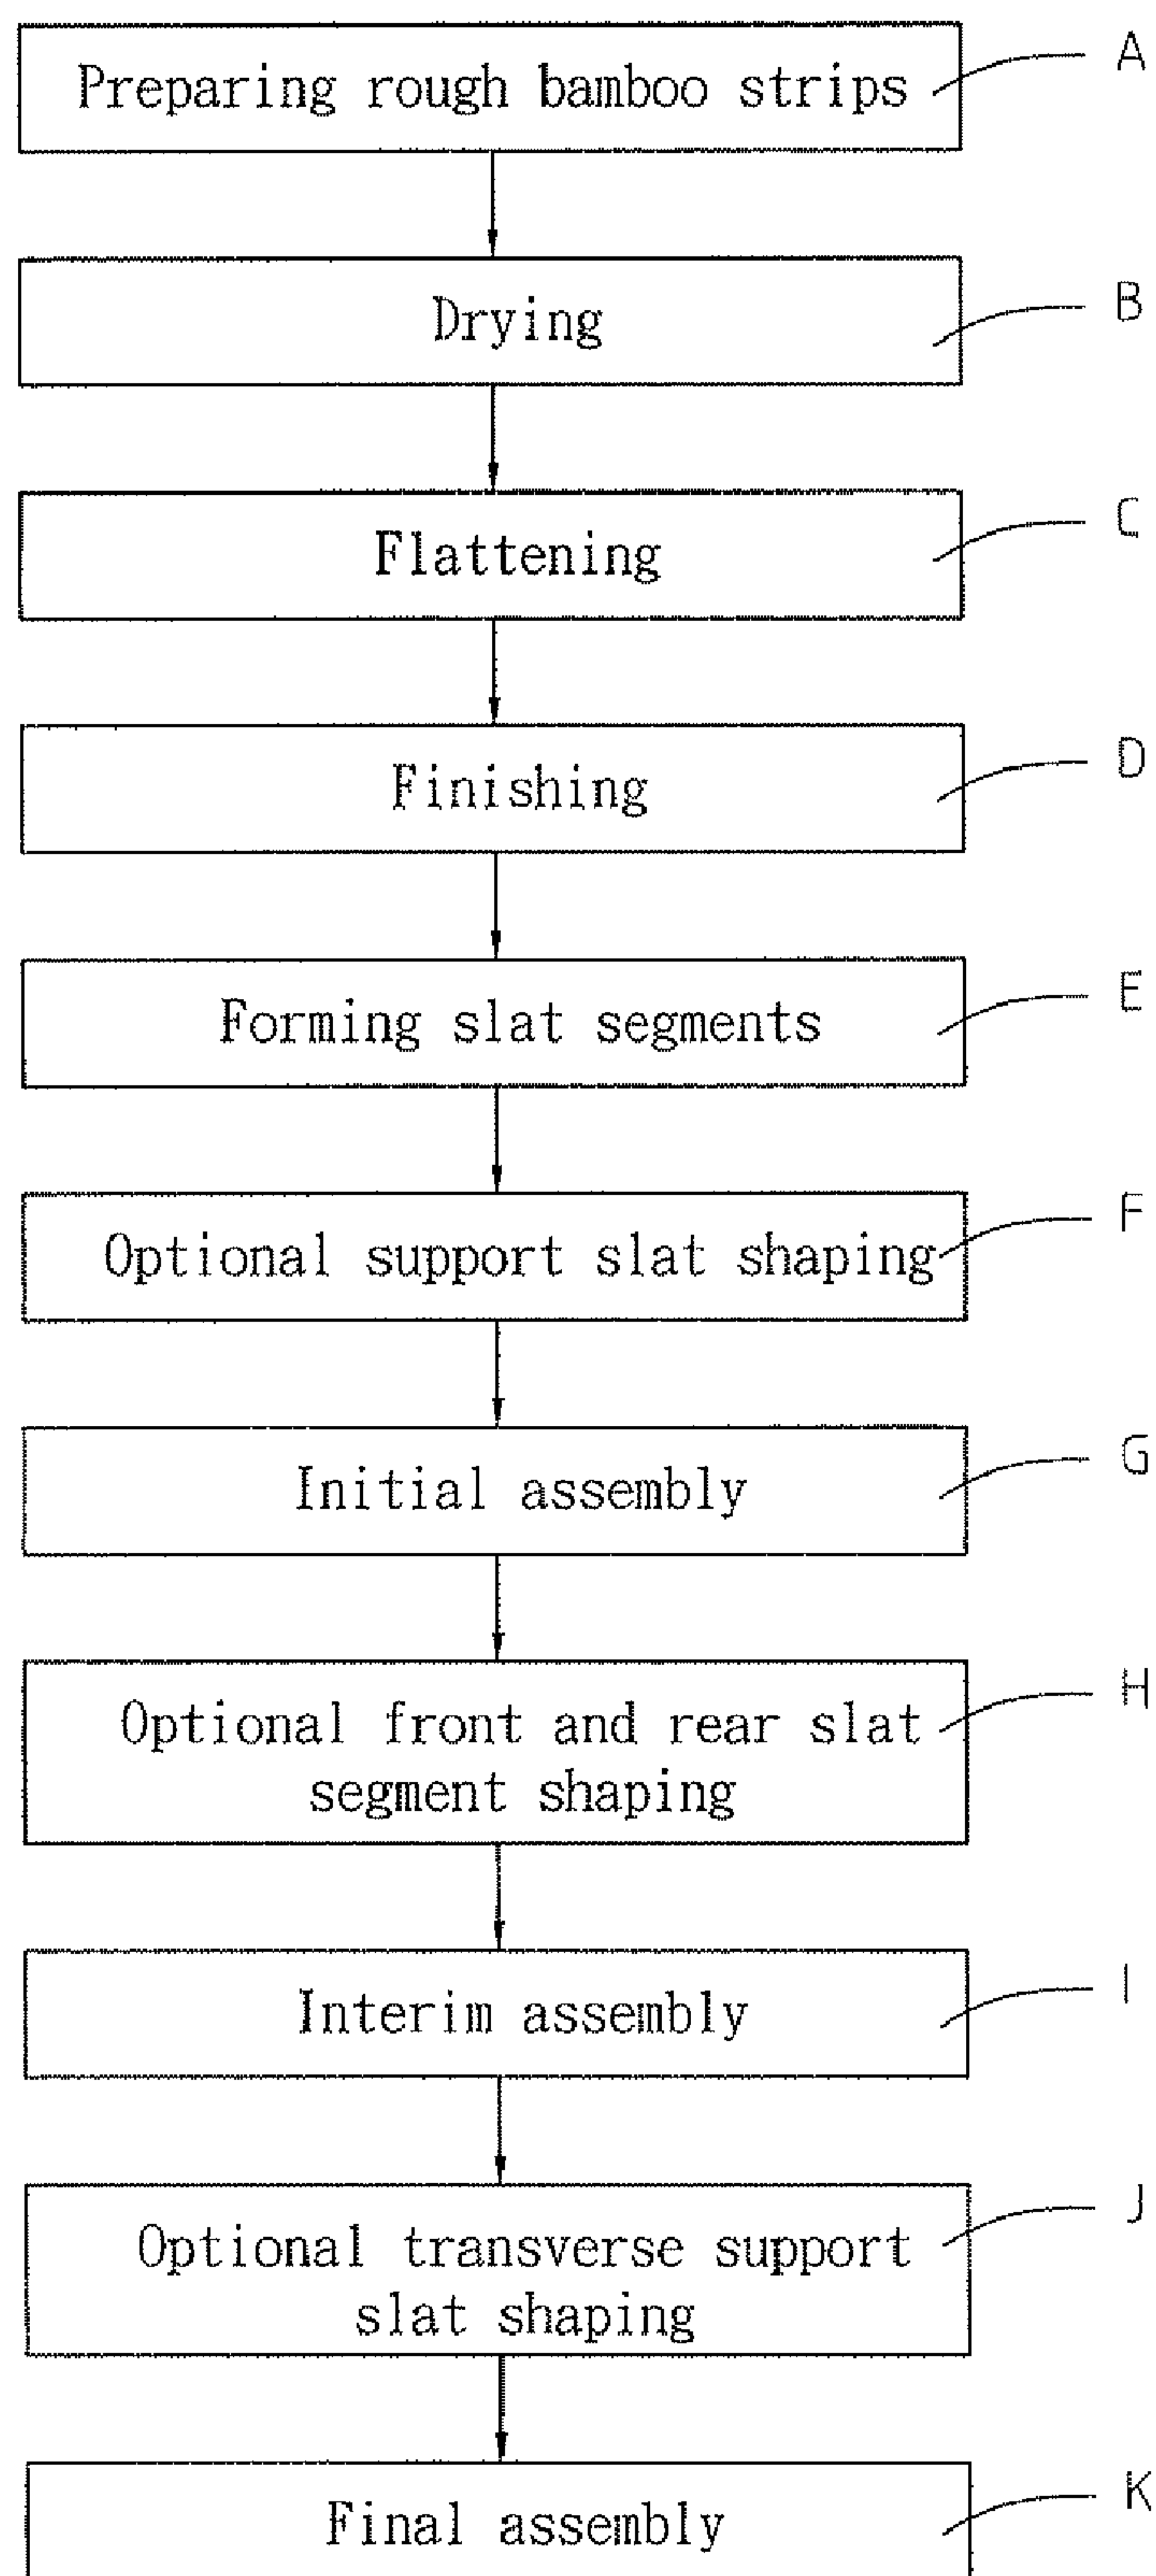 Preparing rough bamboo strips
A
Drying
B
Flattening
C
Finishing
D
Forming slat segments
E
Optional support slat shaping
F
Initial assembly
G
Optional front and rear slat
segment shaping
H
Interim assembly
I
Optional transverse support
slat shaping
J
Final assembly
K